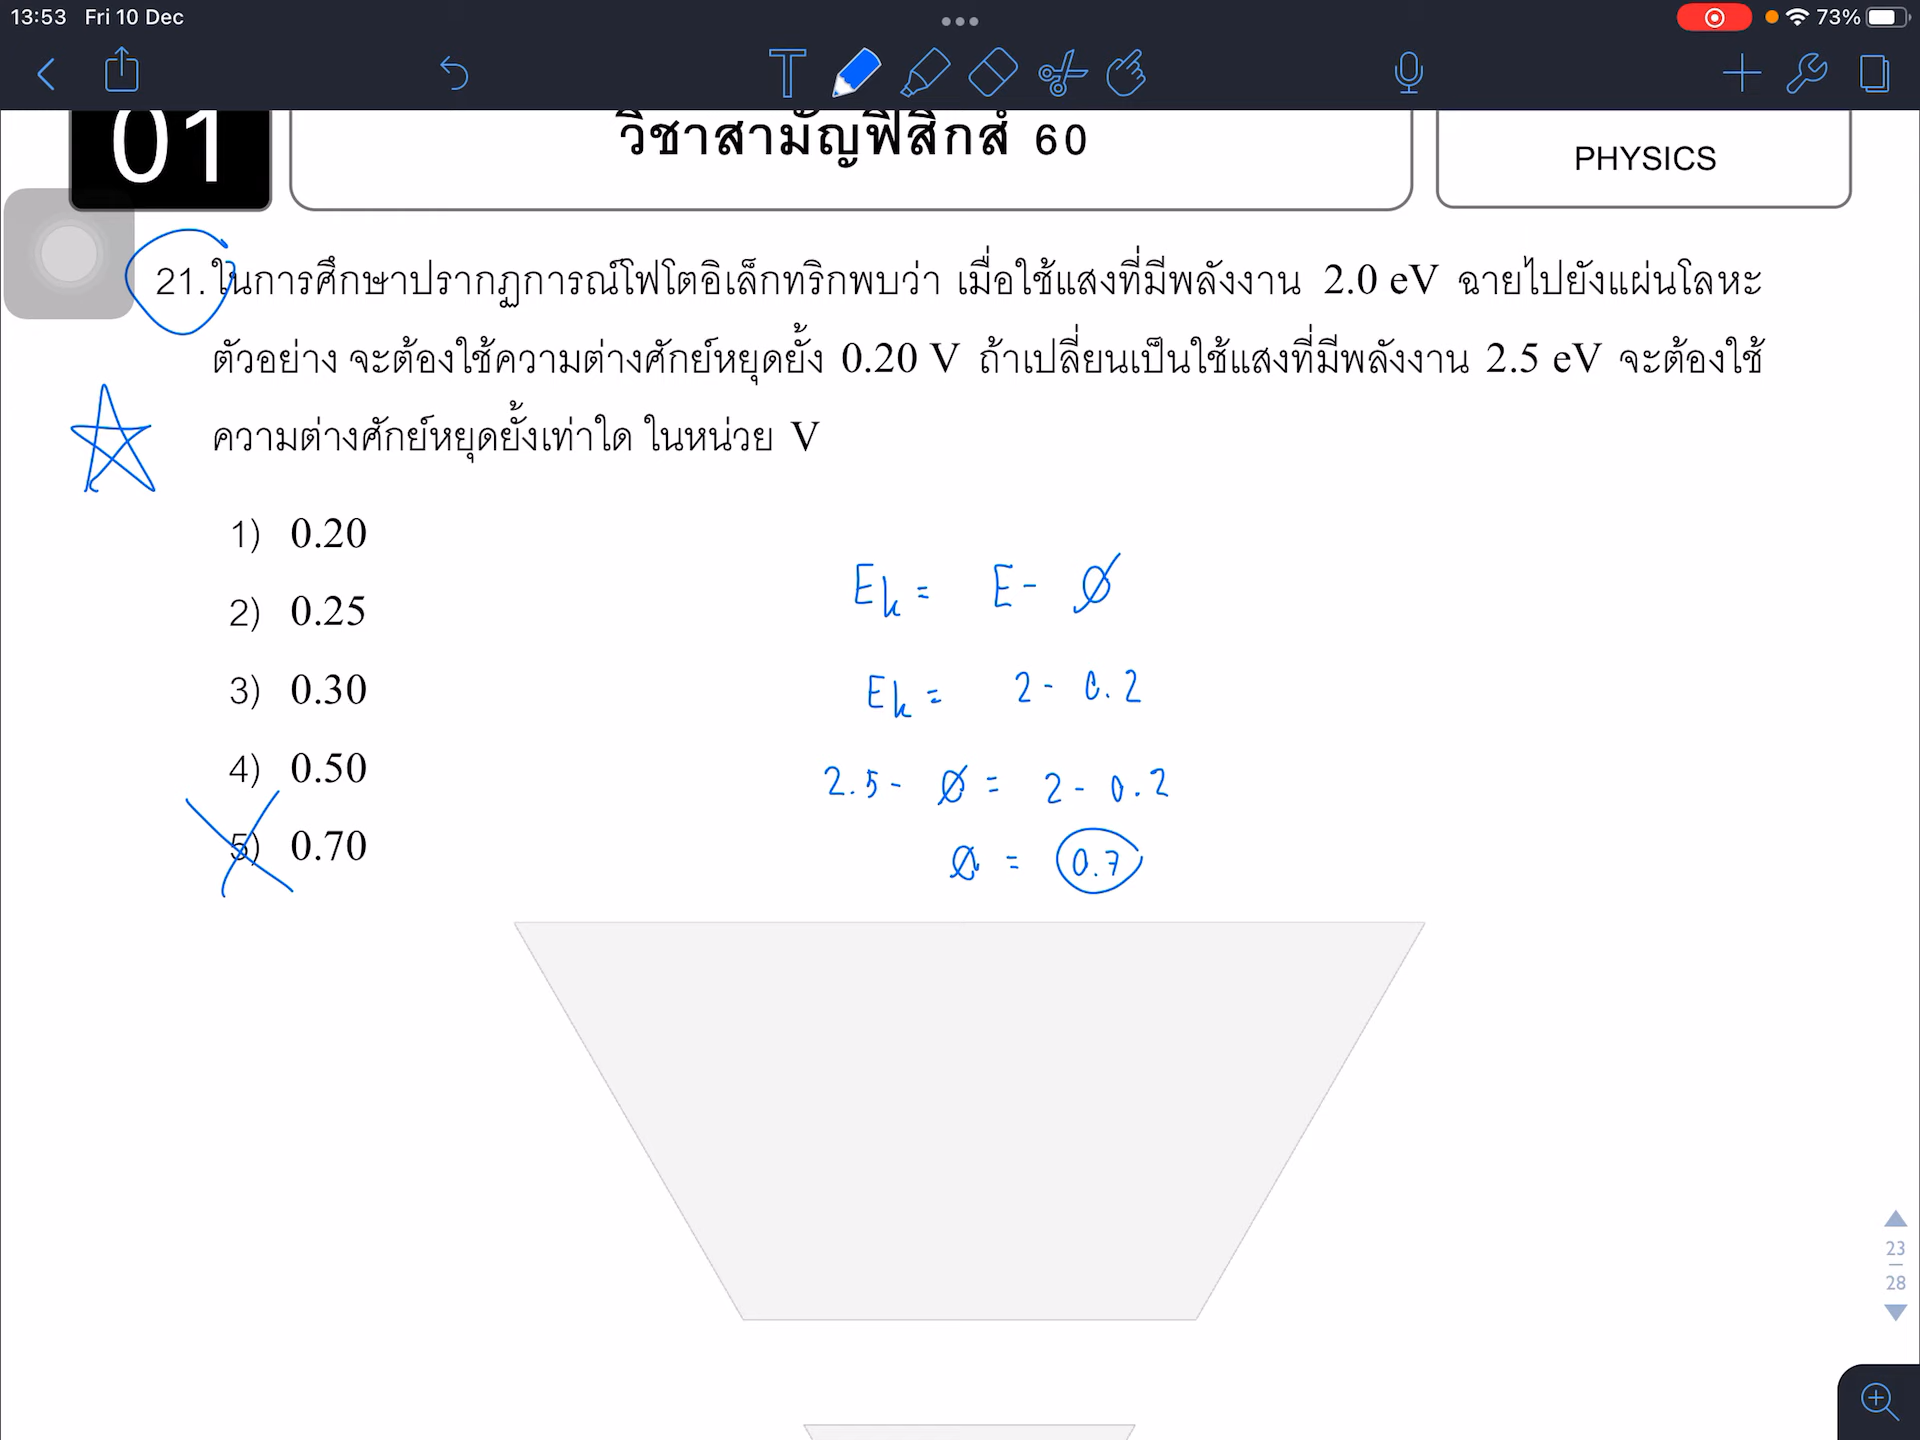 13:53 Fri 10 Dec
73%
01
วิชาสามัญฟิสิกส์ 60
PHYSICS
21. ในการศึกษาปรากฏการณ์โฟโตอิเล็กทริกพบว่า เมื่อใช้แสงที่มีพลังงาน 2.0 eV ฉายไปยังแผ่นโลหะ
ตัวอย่าง จะต้องใช้ความต่างศักย์หยุดยั้ง 0.20 V ถ้าเปลี่ยนเป็นใช้แสงที่มีพลังงาน 2.5 eV จะต้องใช้
ความต่างศักย์หยุดยั้งเท่าใด ในหน่วย V
1) 0.20
2) 0.25
3) 0.30
4) 0.50
5) 0.70
Ek = E - Ø
Ek = 2 - 0.2
2.5 - Ø = 2 - 0.2
Ø = 0.7
23
28